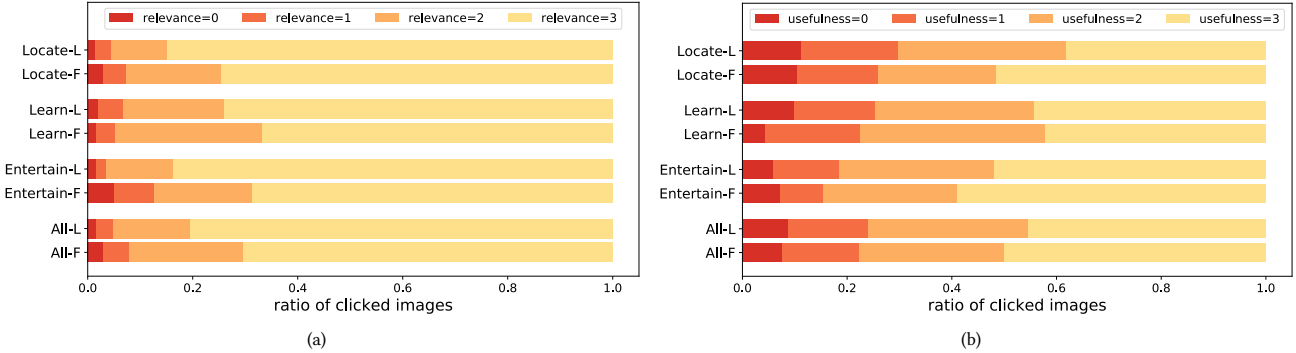 relevance=0 relevance=1 relevance=2 relevance=3
Locate-L
Locate-F
Learn-L
Learn-F
Entertain-L
Entertain-F
All-L
All-F
0.0 0.2 0.4 0.6 0.8 1.0
ratio of clicked images
(a)
usefulness=0 usefulness=1 usefulness=2 usefulness=3
Locate-L
Locate-F
Learn-L
Learn-F
Entertain-L
Entertain-F
All-L
All-F
0.0 0.2 0.4 0.6 0.8 1.0
ratio of clicked images
(b)